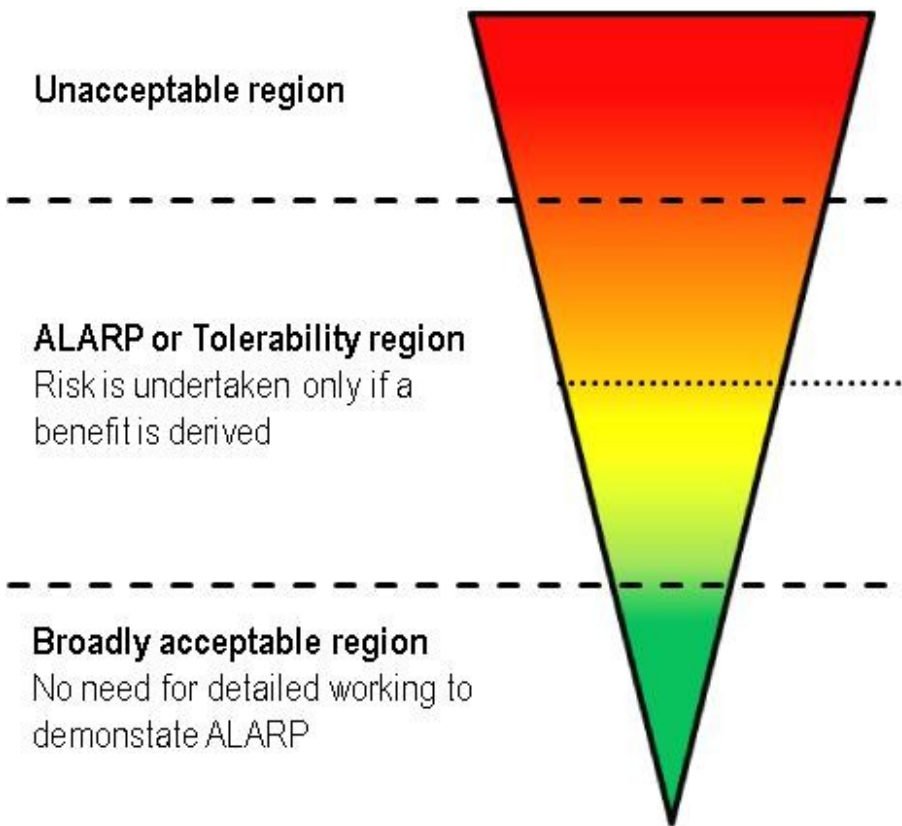 Unacceptable region
ALARP or Tolerability region
Risk is undertaken only if a
benefit is derived
Broadly acceptable region
No need for detailed working to
demonstate ALARP